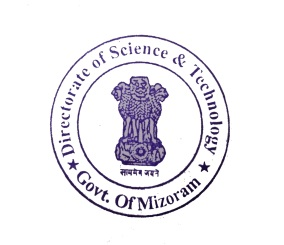 Directorate of Science & Technology
सत्यमेव जयते
★ Govt. Of Mizoram ★